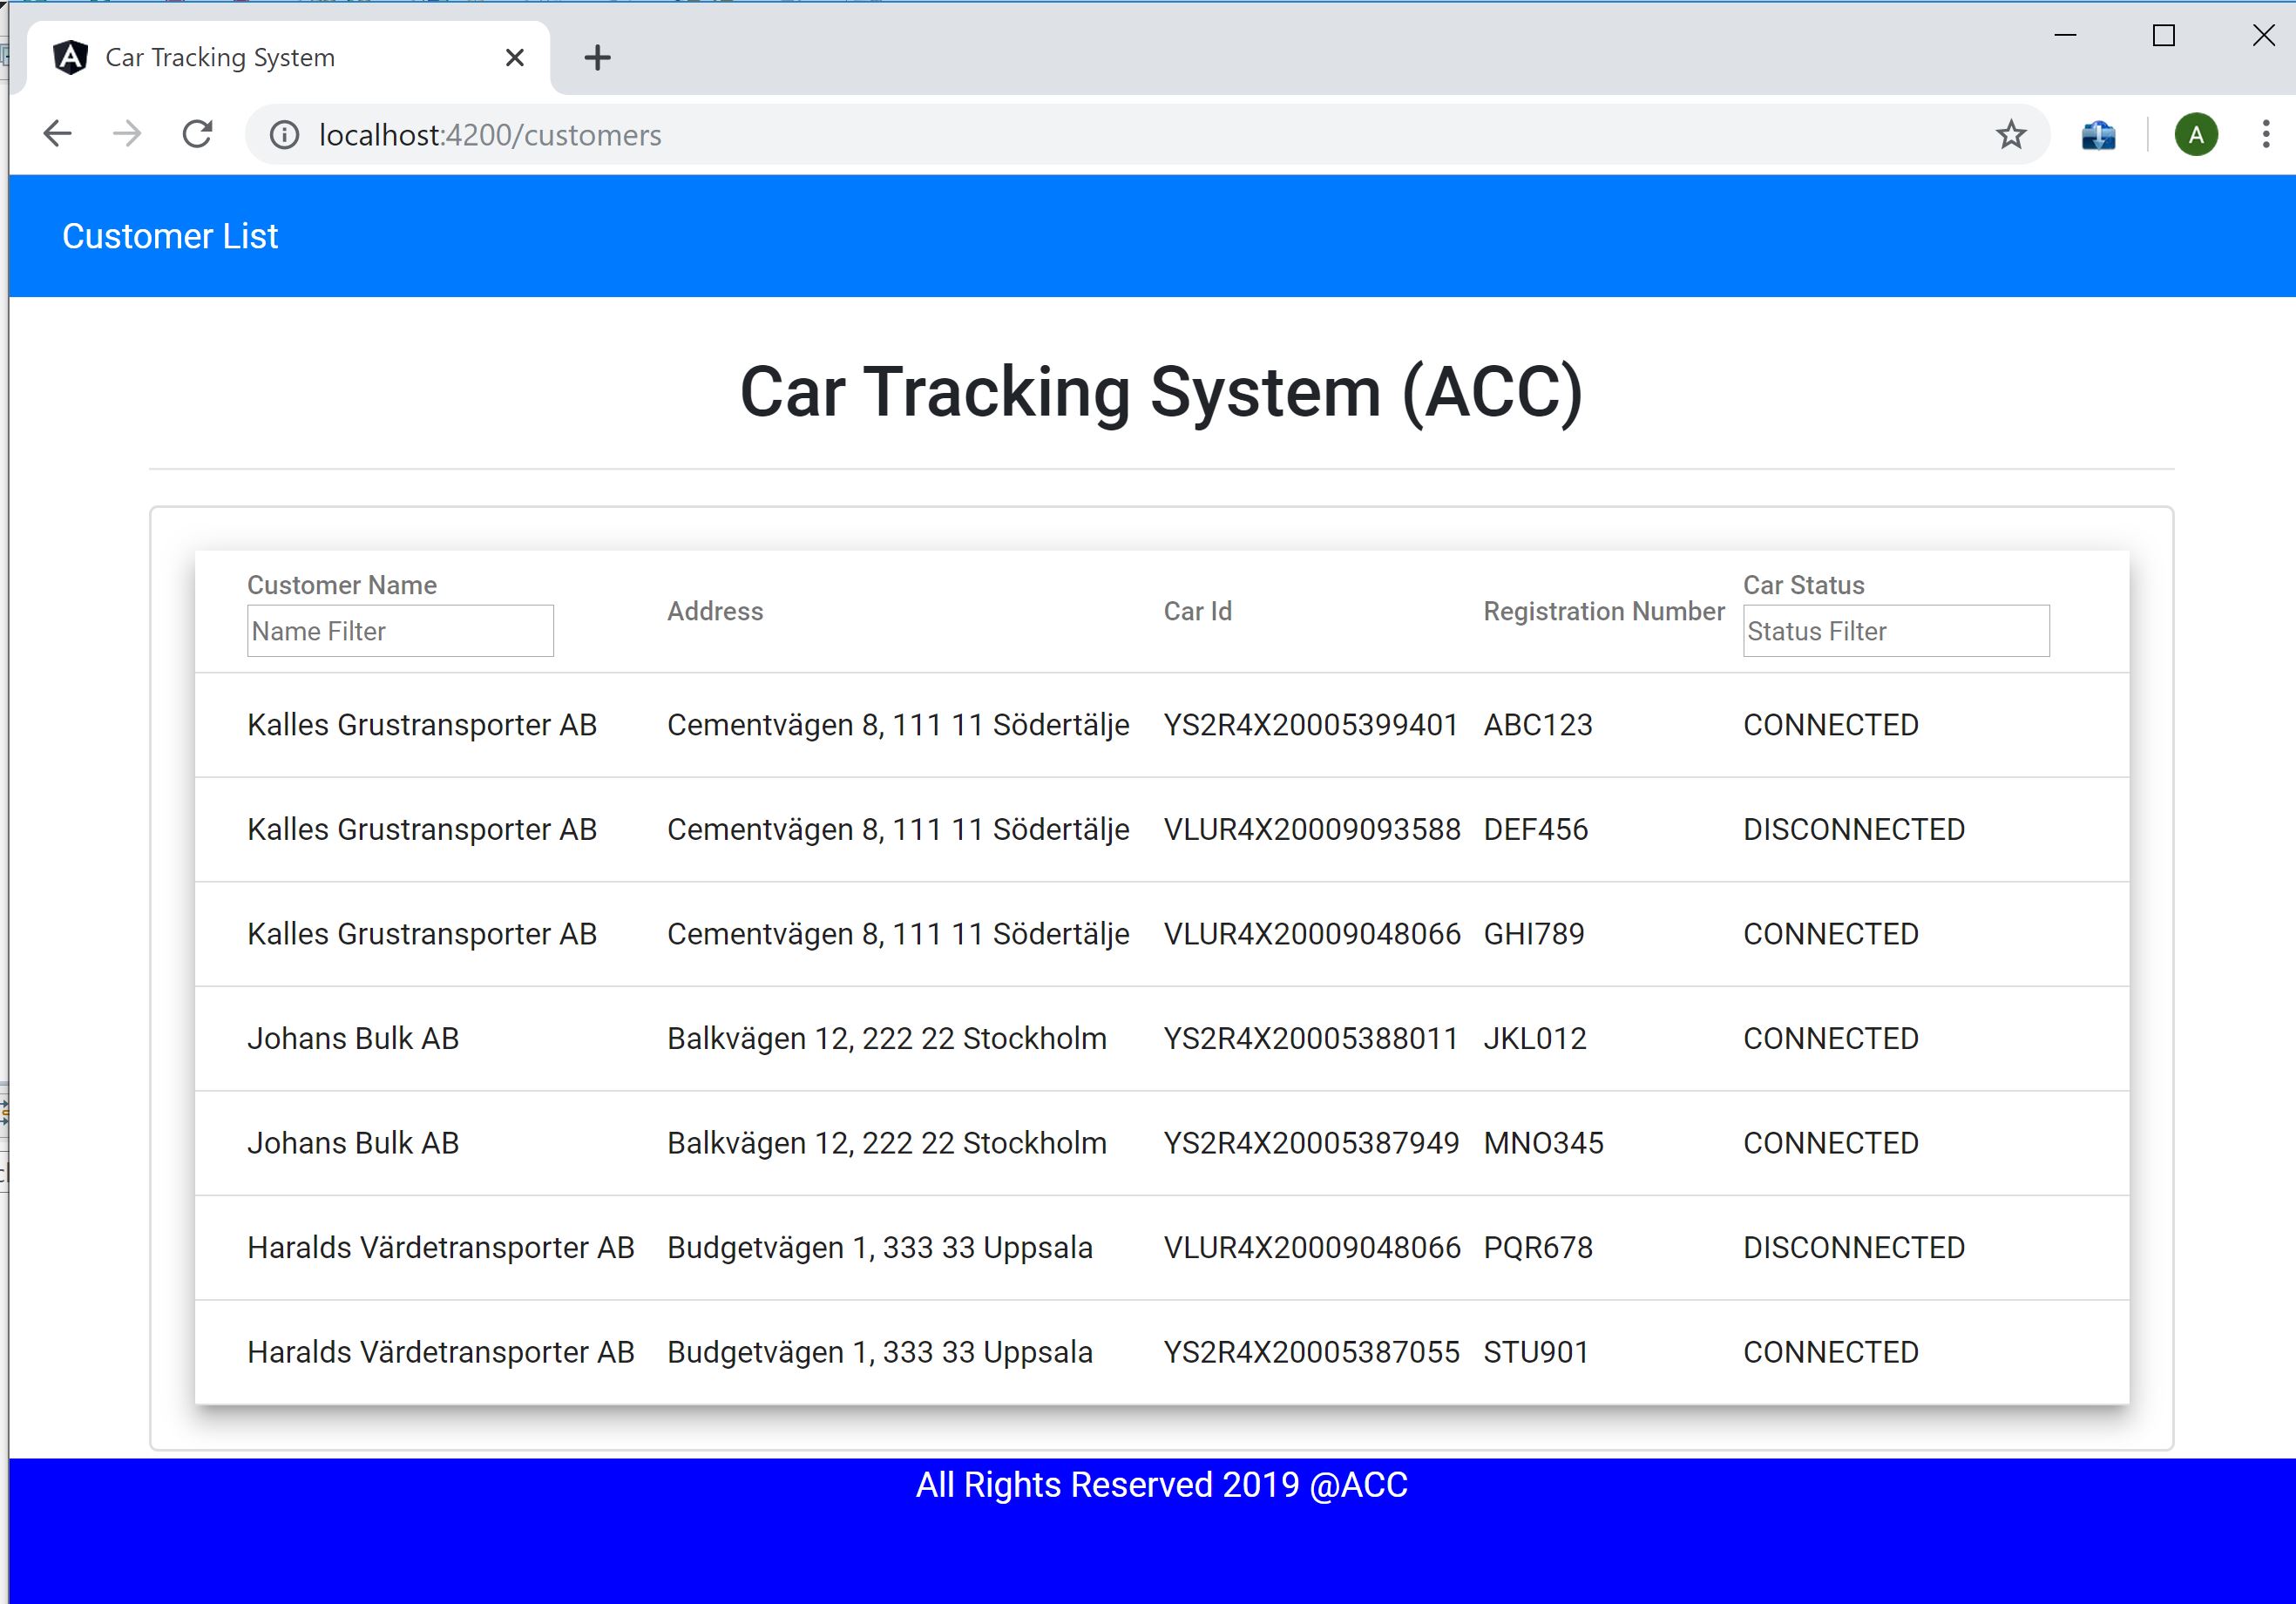 Car Tracking System
localhost:4200/customers
A
Customer List
Car Tracking System (ACC)
Customer Name Address Car Id Registration Number Car Status
Name Filter Status Filter
Kalles Grustransporter AB Cementvägen 8, 111 11 Södertälje YS2R4X20005399401 ABC123 CONNECTED
Kalles Grustransporter AB Cementvägen 8, 111 11 Södertälje VLUR4X20009093588 DEF456 DISCONNECTED
Kalles Grustransporter AB Cementvägen 8, 111 11 Södertälje VLUR4X20009048066 GHI789 CONNECTED
Johans Bulk AB Balkvägen 12, 222 22 Stockholm YS2R4X20005388011 JKL012 CONNECTED
Johans Bulk AB Balkvägen 12, 222 22 Stockholm YS2R4X20005387949 MNO345 CONNECTED
Haralds Värdetransporter AB Budgetvägen 1, 333 33 Uppsala VLUR4X20009048066 PQR678 DISCONNECTED
Haralds Värdetransporter AB Budgetvägen 1, 333 33 Uppsala YS2R4X20005387055 STU901 CONNECTED
All Rights Reserved 2019 @ACC